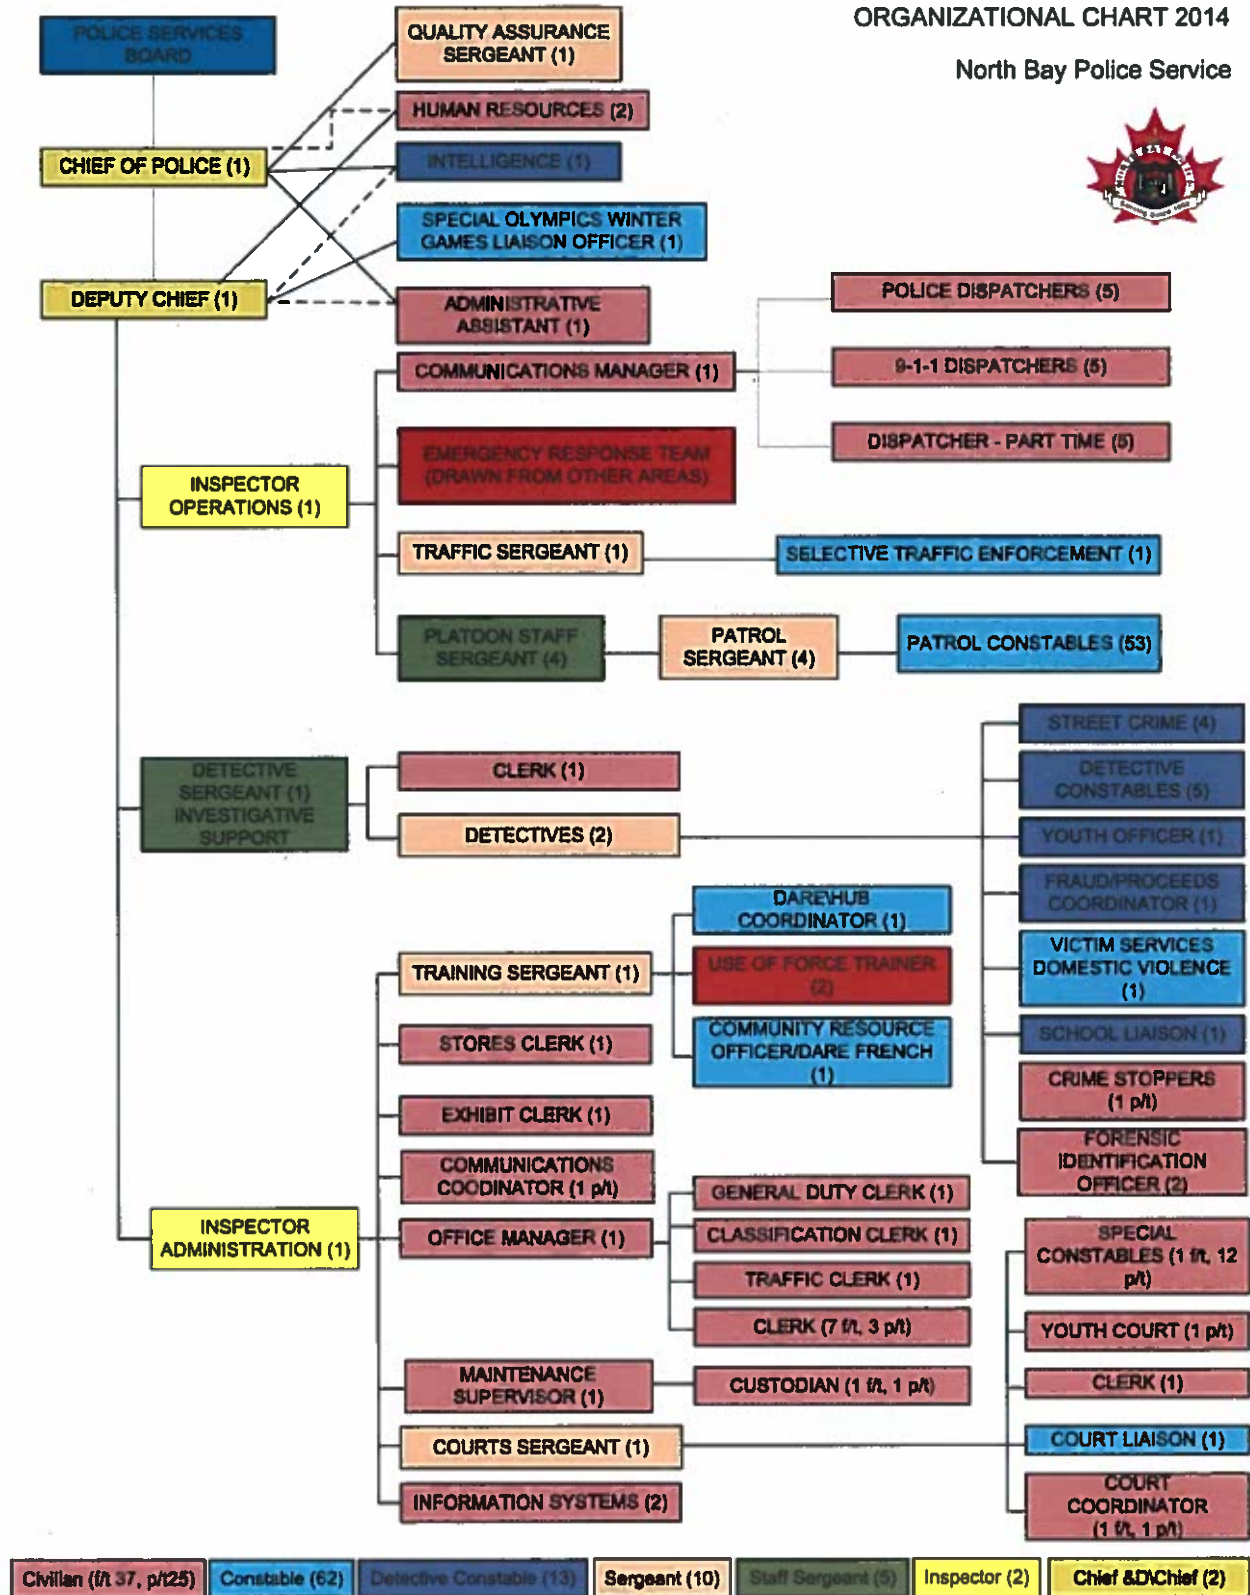 ORGANIZATIONAL CHART 2014
North Bay Police Service
POLICE SERVICES
BOARD
CHIEF OF POLICE (1)
DEPUTY CHIEF (1)
QUALITY ASSURANCE
SERGEANT (1)
HUMAN RESOURCES (2)
INTELLIGENCE (1)
SPECIAL OLYMPICS WINTER
GAMES LIAISON OFFICER (1)
ADMINISTRATIVE
ASSISTANT (1)
INSPECTOR
OPERATIONS (1)
COMMUNICATIONS MANAGER (1)
POLICE DISPATCHERS (5)
9-1-1 DISPATCHERS (5)
DISPATCHER - PART TIME (5)
EMERGENCY RESPONSE TEAM
(DRAWN FROM OTHER AREAS)
TRAFFIC SERGEANT (1)
SELECTIVE TRAFFIC ENFORCEMENT (1)
PLATOON STAFF
SERGEANT (4)
PATROL
SERGEANT (4)
PATROL CONSTABLES (53)
DETECTIVE
SERGEANT (1)
INVESTIGATIVE
SUPPORT
CLERK (1)
DETECTIVES (2)
STREET CRIME (4)
DETECTIVE
CONSTABLES (5)
YOUTH OFFICER (1)
FRAUD/PROCEEDS
COORDINATOR (1)
VICTIM SERVICES
DOMESTIC VIOLENCE
(1)
SCHOOL LIAISON (1)
CRIME STOPPERS
(1 p/t)
FORENSIC
IDENTIFICATION
OFFICER (2)
INSPECTOR
ADMINISTRATION (1)
TRAINING SERGEANT (1)
DARE\HUB
COORDINATOR (1)
USE OF FORCE TRAINER
(2)
COMMUNITY RESOURCE
OFFICER/DARE FRENCH
(1)
STORES CLERK (1)
EXHIBIT CLERK (1)
COMMUNICATIONS
COODINATOR (1 p/t)
OFFICE MANAGER (1)
GENERAL DUTY CLERK (1)
CLASSIFICATION CLERK (1)
TRAFFIC CLERK (1)
CLERK (7 f/t, 3 p/t)
MAINTENANCE
SUPERVISOR (1)
CUSTODIAN (1 f/t, 1 p/t)
COURTS SERGEANT (1)
SPECIAL
CONSTABLES (1 f/t, 12
p/t)
YOUTH COURT (1 p/t)
CLERK (1)
COURT LIAISON (1)
COURT
COORDINATOR
(1 f/t, 1 p/t)
INFORMATION SYSTEMS (2)
Civilian (f/t 37, p/t25)
Constable (62)
Detective Constable (13)
Sergeant (10)
Staff Sergeant (5)
Inspector (2)
Chief &D\Chief (2)